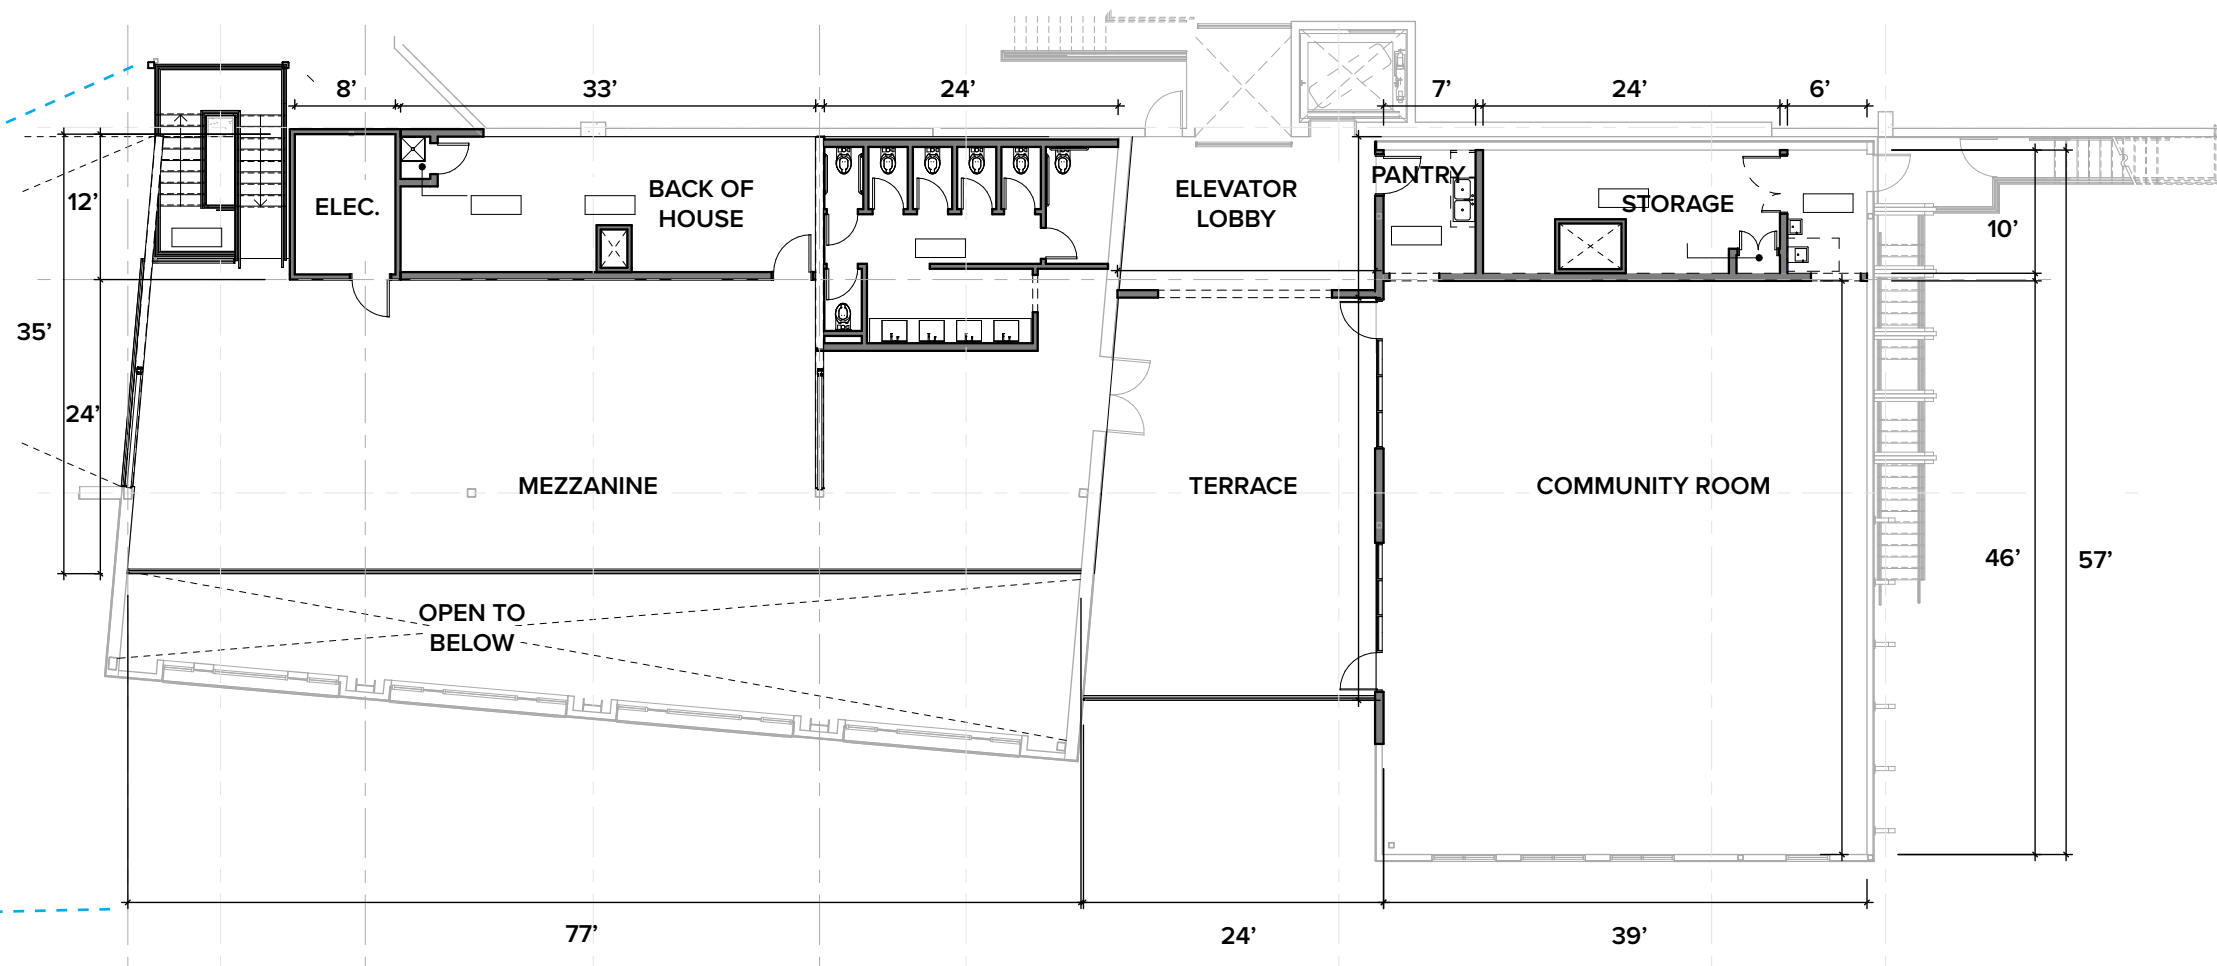 8’
33’
24’
7’
24’
6’
PANTRY
BACK OF
HOUSE
ELEVATOR
LOBBY
12’
ELEC.
STORAGE
10’
35’
24’
MEZZANINE
TERRACE
COMMUNITY ROOM
46’
57’
OPEN TO
BELOW
77’
24’
39’